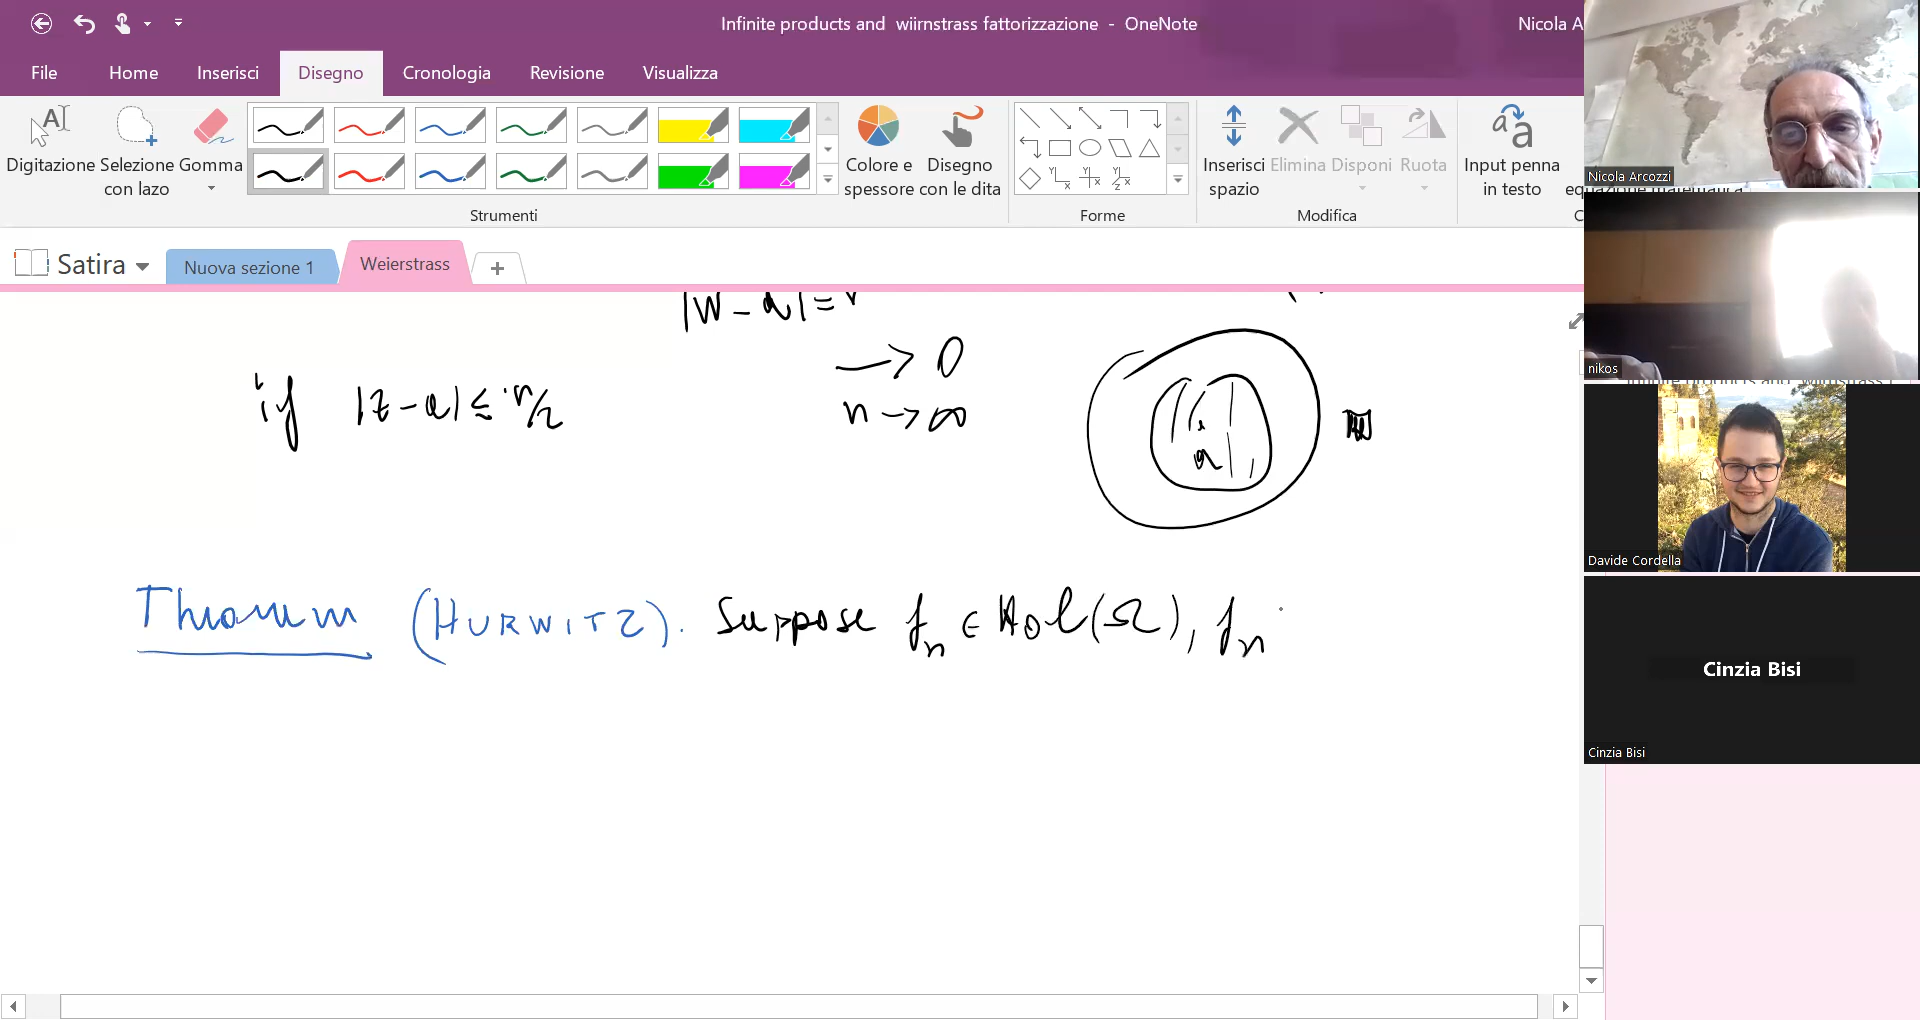 Infinite products and wiirnstrass fattorizzazione - OneNote
Nicola A
File Home Inserisci Disegno Cronologia Revisione Visualizza
Digitazione
Selezione con lazo
Gomma
Colore e spessore
Disegno con le dita
Inserisci spazio
Elimina
Disponi
Ruota
Input penna in testo
Strumenti
Forme
Modifica
Satira
Nuova sezione 1
Weierstrass
+
|w - a| = r
→ 0
n → ∞
if |z - a| ≤ r/2
a
Theorem (HURWITZ). Suppose fn ∈ Hol(Ω), fn
Nicola Arcozzi
nikos
Davide Cordella
Cinzia Bisi
Cinzia Bisi